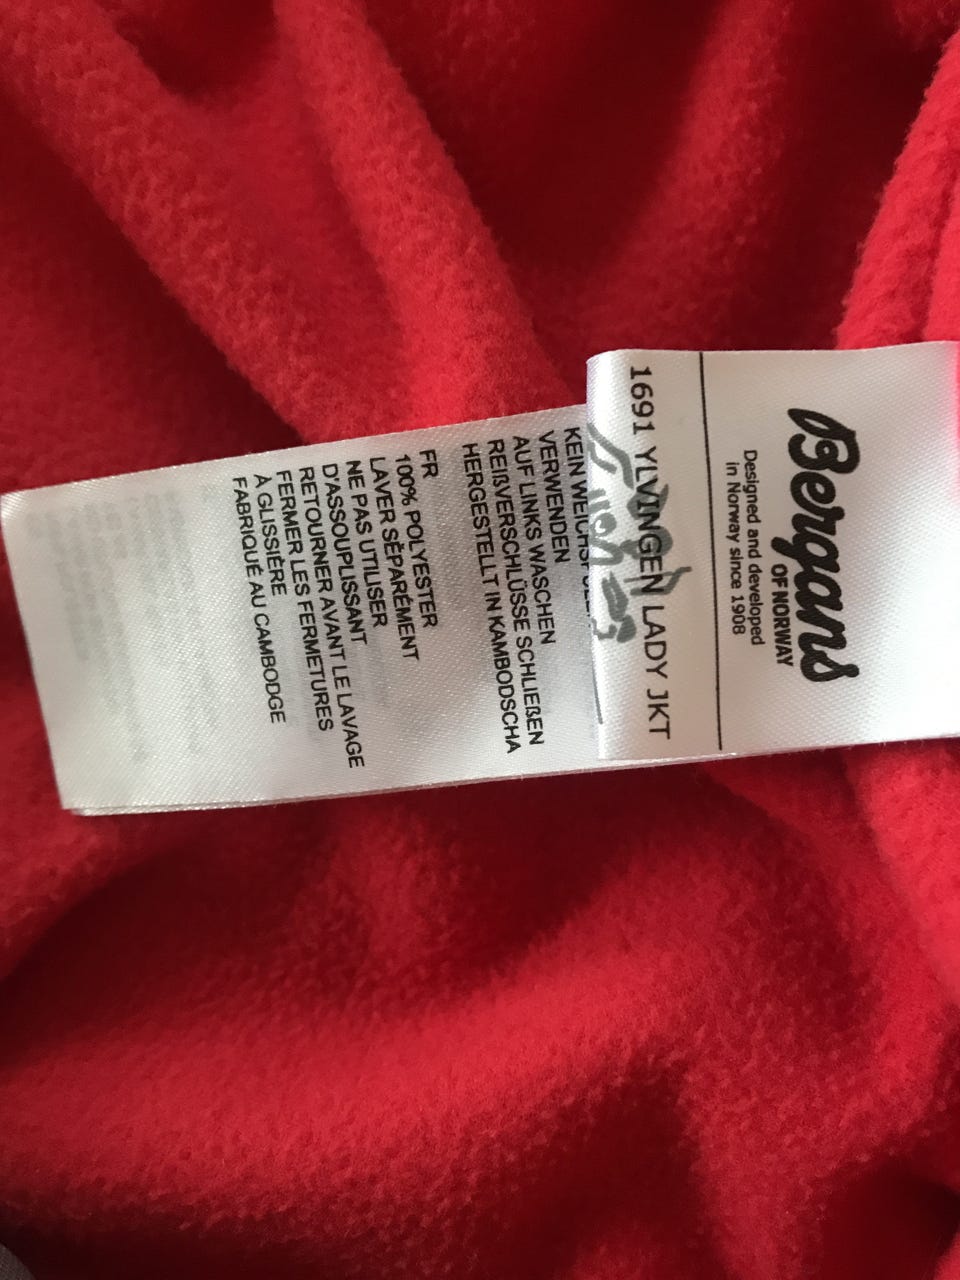 Bergans
OF NORWAY
Designed and developed
in Norway since 1908
1691 YLVINGEN LADY JKT
KEIN
VERWENDEN
AUF LINKS WASCHEN
REIßVERSCHLÜSSE SCHLIEßEN
HERGESTELLT IN KAMBODSCHA
FR
100% POLYESTER
LAVER SÉPARÉMENT
NE PAS UTILISER
D'ASSOUPLISSANT
RETOURNER AVANT LE LAVAGE
FERMER LES FERMETURES
À GLISSIÈRE
FABRIQUÉ AU CAMBODGE